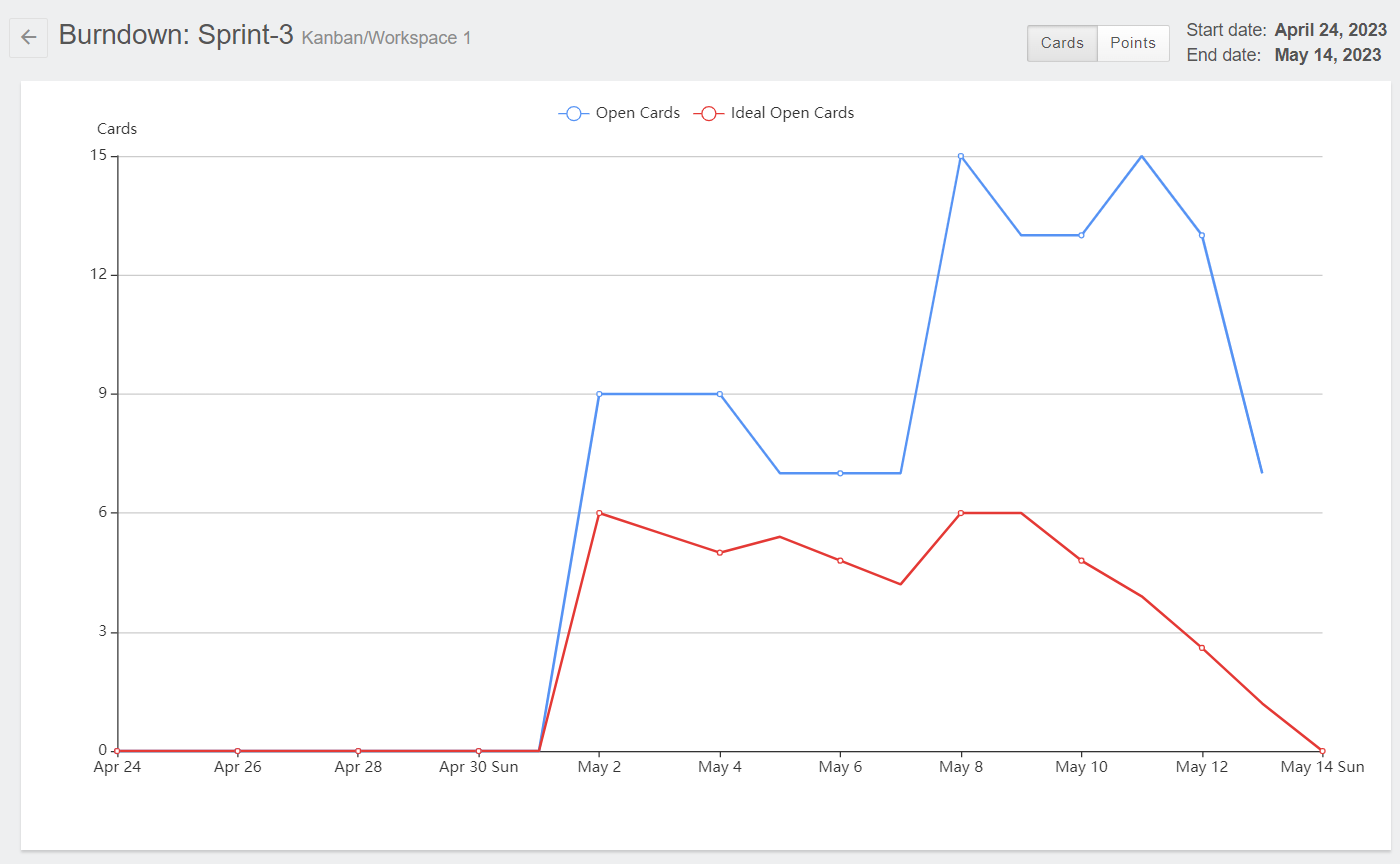 Burndown: Sprint-3 Kanban/Workspace 1
Cards Points
Start date: April 24, 2023
End date: May 14, 2023
Open Cards Ideal Open Cards
Cards
15
12
9
6
3
0
Apr 24 Apr 26 Apr 28 Apr 30 Sun May 2 May 4 May 6 May 8 May 10 May 12 May 14 Sun